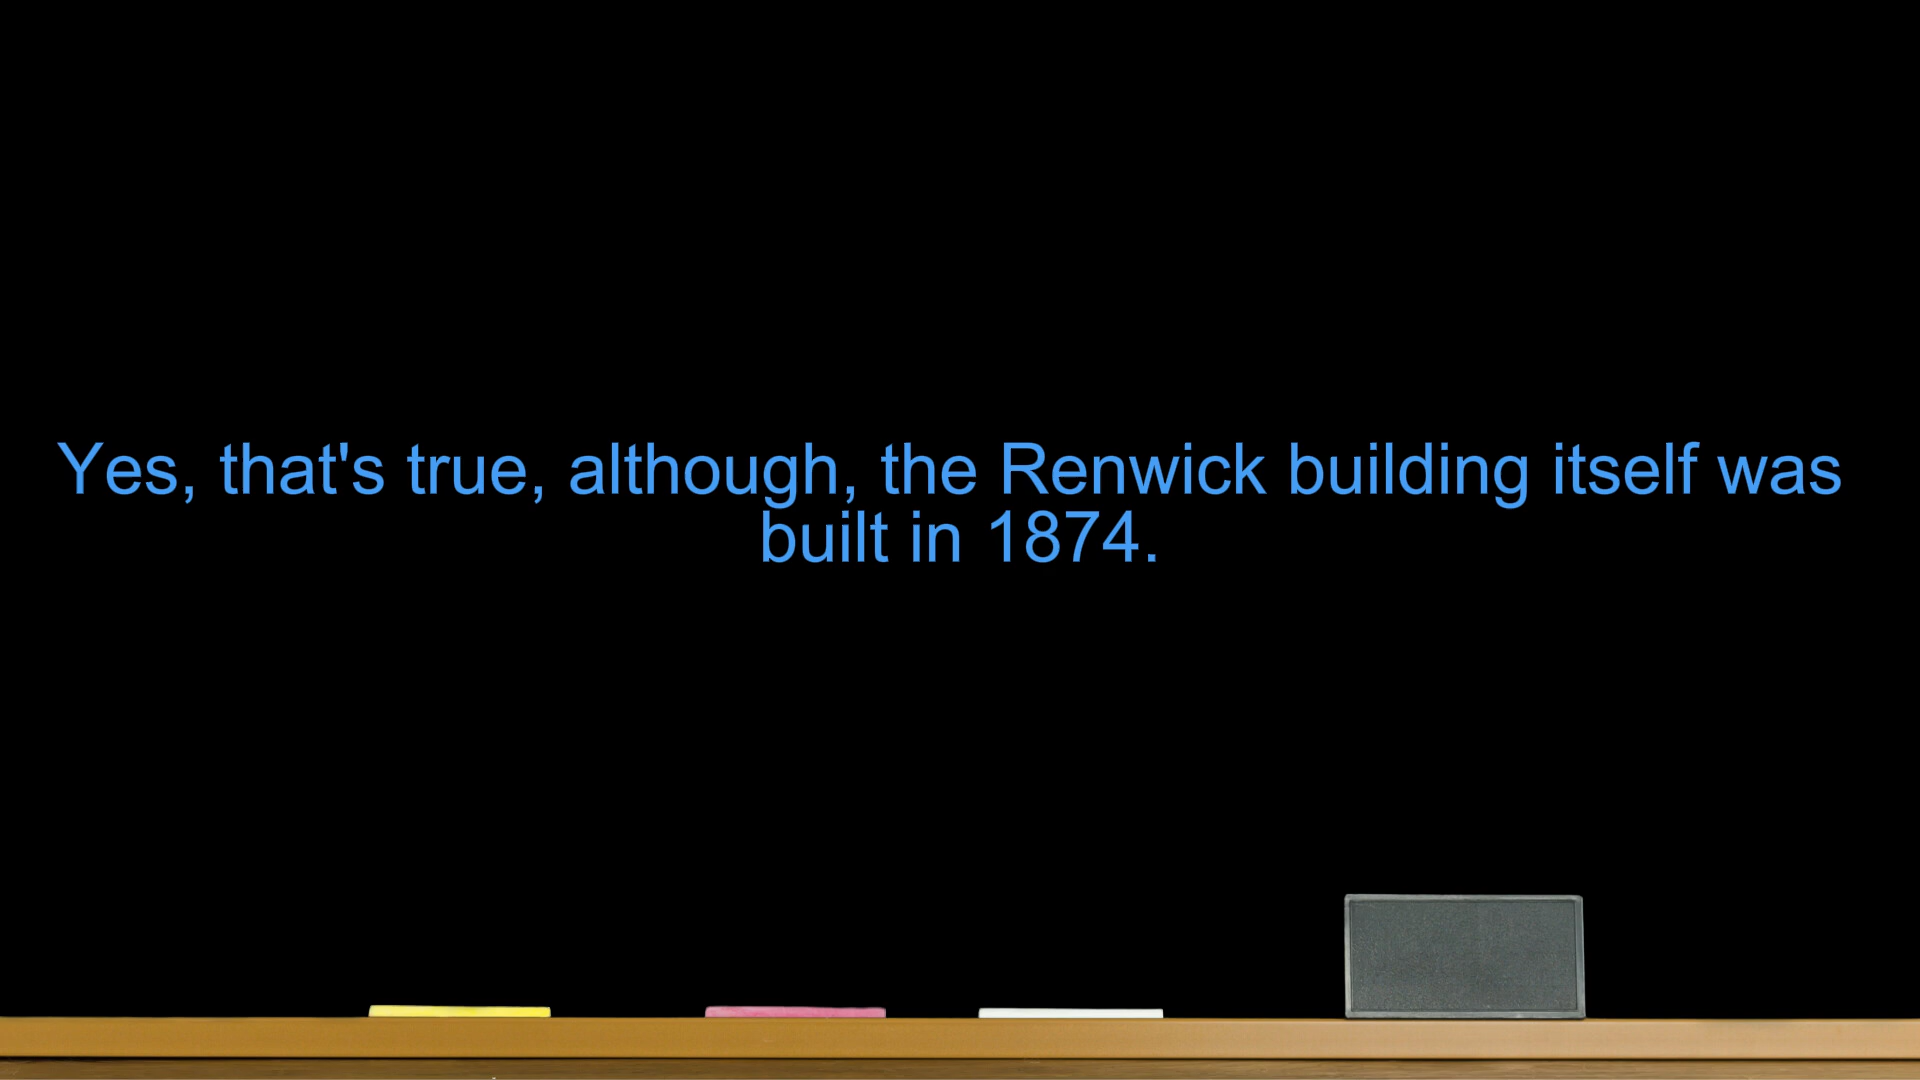 Yes, that's true, although, the Renwick building itself was
built in 1874.